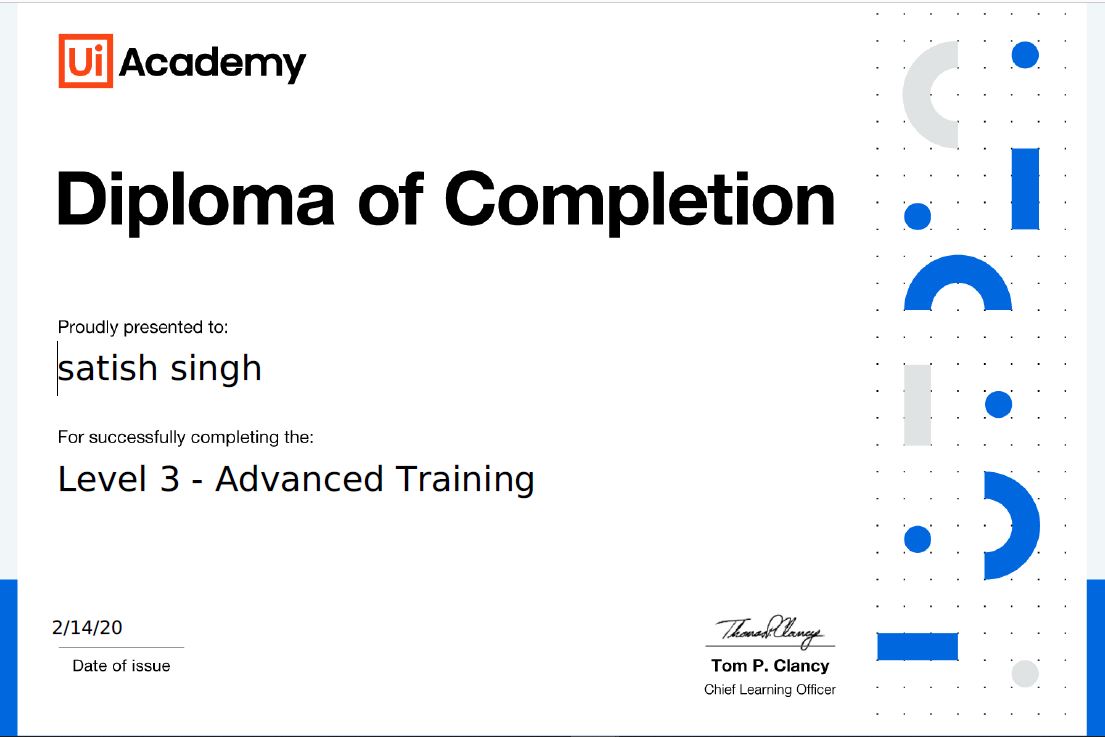 Ui Academy
Diploma of Completion
Proudly presented to:
satish singh
For successfully completing the:
Level 3 - Advanced Training
2/14/20
Date of issue
Thomas P. Clancy
Tom P. Clancy
Chief Learning Officer